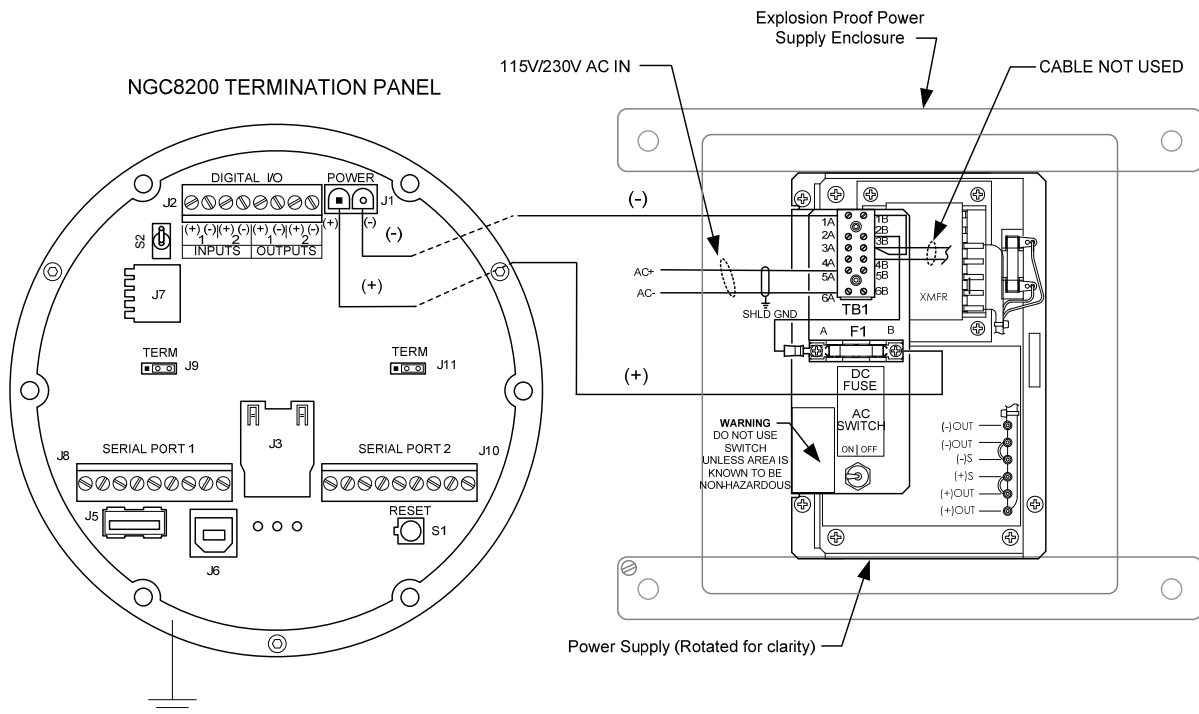 Explosion Proof Power
Supply Enclosure
115V/230V AC IN
CABLE NOT USED
NGC8200 TERMINATION PANEL
DIGITAL I/O
POWER
J2
J1
(+) (-) (+) (-) (+) (-) (+) (-)
1 2 1 2
INPUTS OUTPUTS
(+)
(-)
(-)
(+)
S2
J7
TERM
J9
TERM
J11
J3
SERIAL PORT 1
J8
SERIAL PORT 2
J10
J5
J6
RESET
S1
(-)
(+)
AC+
AC-
SHLD GND
1A
2A
3A
4A
5A
6A
1B
2B
3B
4B
5B
6B
TB1
XMFR
A F1 B
DC
FUSE
AC
SWITCH
ON | OFF
WARNING
DO NOT USE
SWITCH
UNLESS AREA IS
KNOWN TO BE
NON-HAZARDOUS
(-)OUT
(-)OUT
(-)S
(+)S
(+)OUT
(+)OUT
Power Supply (Rotated for clarity)